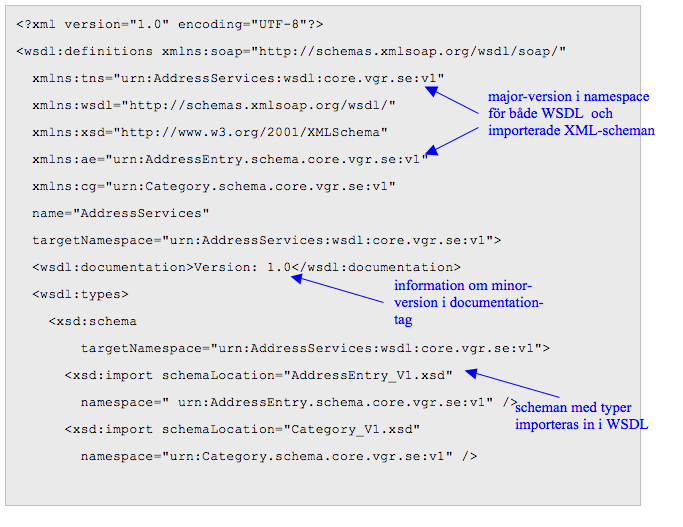 <?xml version="1.0" encoding="UTF-8"?>
<wsdl:definitions xmlns:soap="http://schemas.xmlsoap.org/wsdl/soap/"
xmlns:tns="urn:AddressServices:wsdl:core.vgr.se:v1"
xmlns:wsdl="http://schemas.xmlsoap.org/wsdl/"
xmlns:xsd="http://www.w3.org/2001/XMLSchema"
xmlns:ae="urn:AddressEntry.schema.core.vgr.se:v1"
xmlns:cg="urn:Category.schema.core.vgr.se:v1"
name="AddressServices"
targetNamespace="urn:AddressServices:wsdl:core.vgr.se:v1">
<wsdl:documentation>Version: 1.0</wsdl:documentation>
<wsdl:types>
<xsd:schema
targetNamespace="urn:AddressServices:wsdl:core.vgr.se:v1">
<xsd:import schemaLocation="AddressEntry_V1.xsd"
namespace=" urn:AddressEntry.schema.core.vgr.se:v1" />
<xsd:import schemaLocation="Category_V1.xsd"
namespace="urn:Category.schema.core.vgr.se:v1" />
major-version i namespace
för både WSDL och
importerade XML-scheman
information om minor-
version i documentation-
tag
scheman med typer
importeras in i WSDL